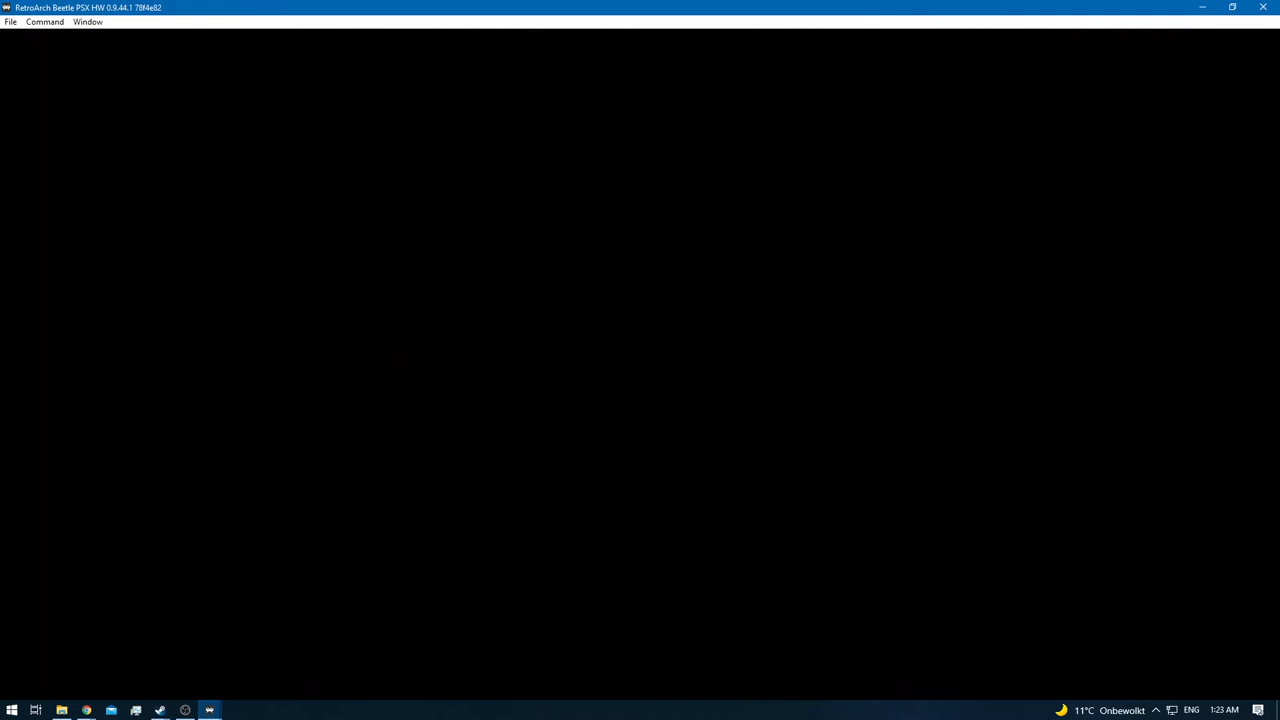 RetroArch Beetle PSX HW 0.9.44.1 78f4e82
File Command Window
11°C Onbewolkt ENG 1:23 AM